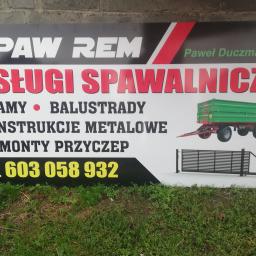 PAW REM
Paweł Duczm
SŁUGI SPAWALNICZ
AMY • BALUSTRADY
NSTRUKCJE METALOWE
MONTY PRZYCZEP
. 603 058 932